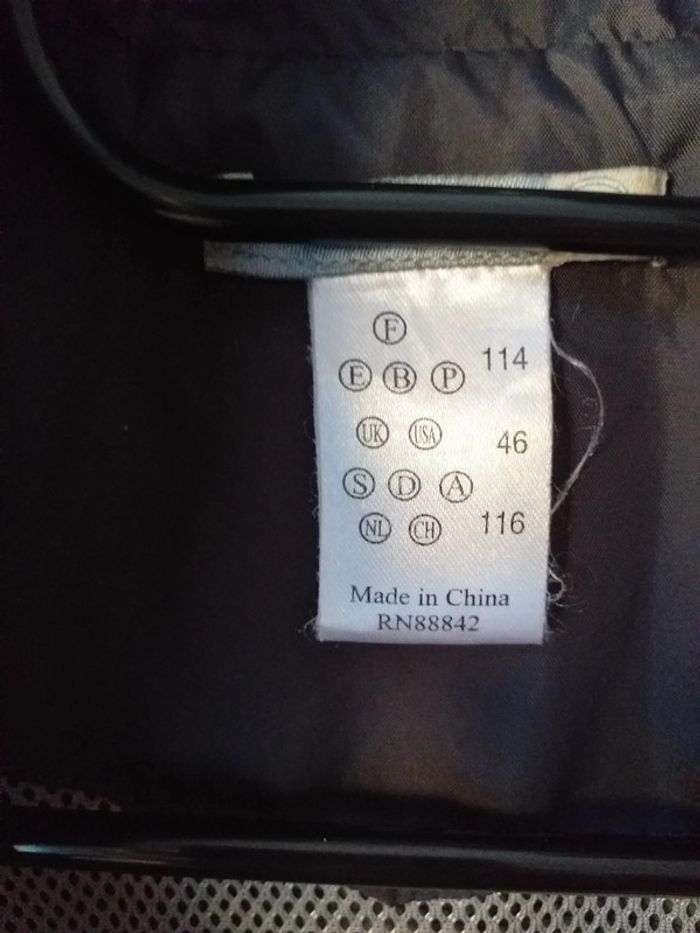 F
E B P 114
UK USA 46
S D A
NL CH 116
Made in China
RN88842